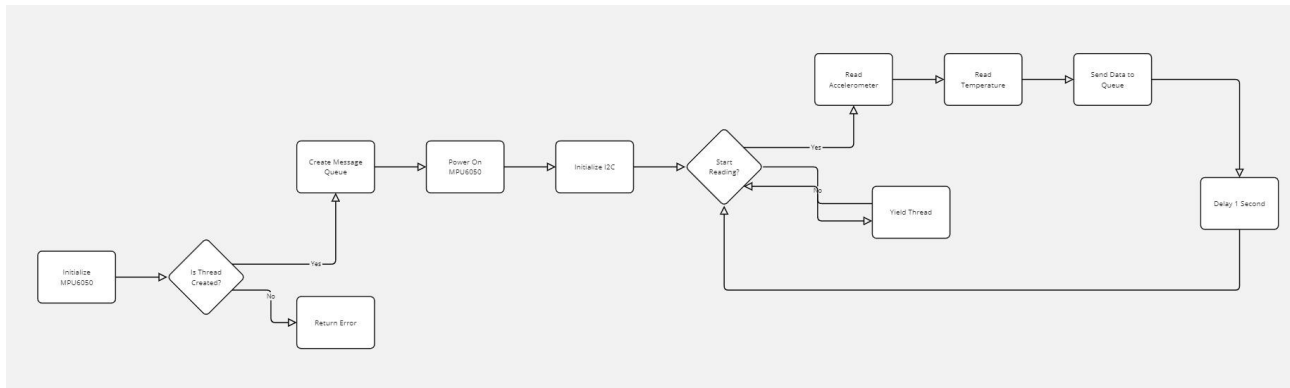 Initialize
MPU6050
Is Thread
Created?
Yes
No
Return Error
Create Message
Queue
Power On
MPU6050
Initialise I2C
Start
Reading?
Yes
No
Yield Thread
Read
Accelerometer
Read
Temperature
Send Data to
Queue
Delay 1 Second